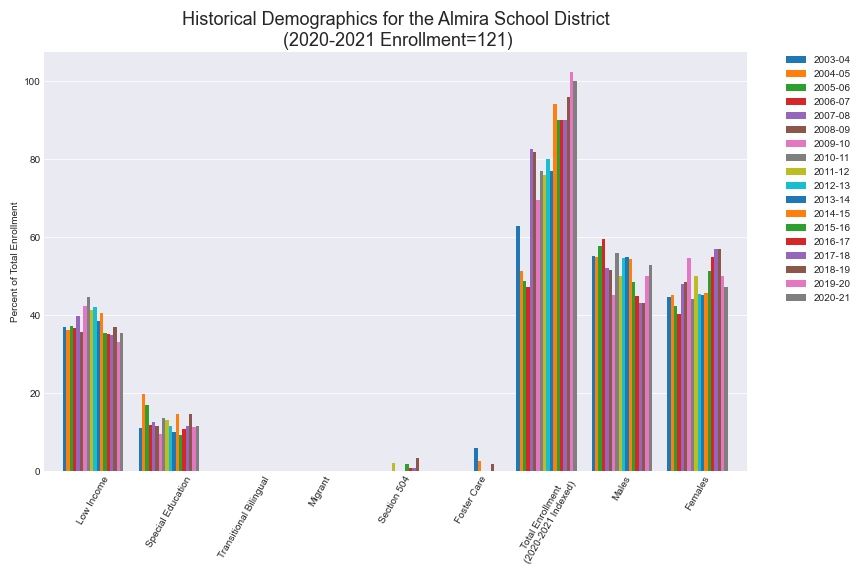 Historical Demographics for the Almira School District
(2020-2021 Enrollment=121)
Percent of Total Enrollment
100
80
60
40
20
0
Low Income
Special Education
Transitional Bilingual
Migrant
Section 504
Foster Care
Total Enrollment
(2020-2021 Indexed)
Males
Females
2003-04
2004-05
2005-06
2006-07
2007-08
2008-09
2009-10
2010-11
2011-12
2012-13
2013-14
2014-15
2015-16
2016-17
2017-18
2018-19
2019-20
2020-21